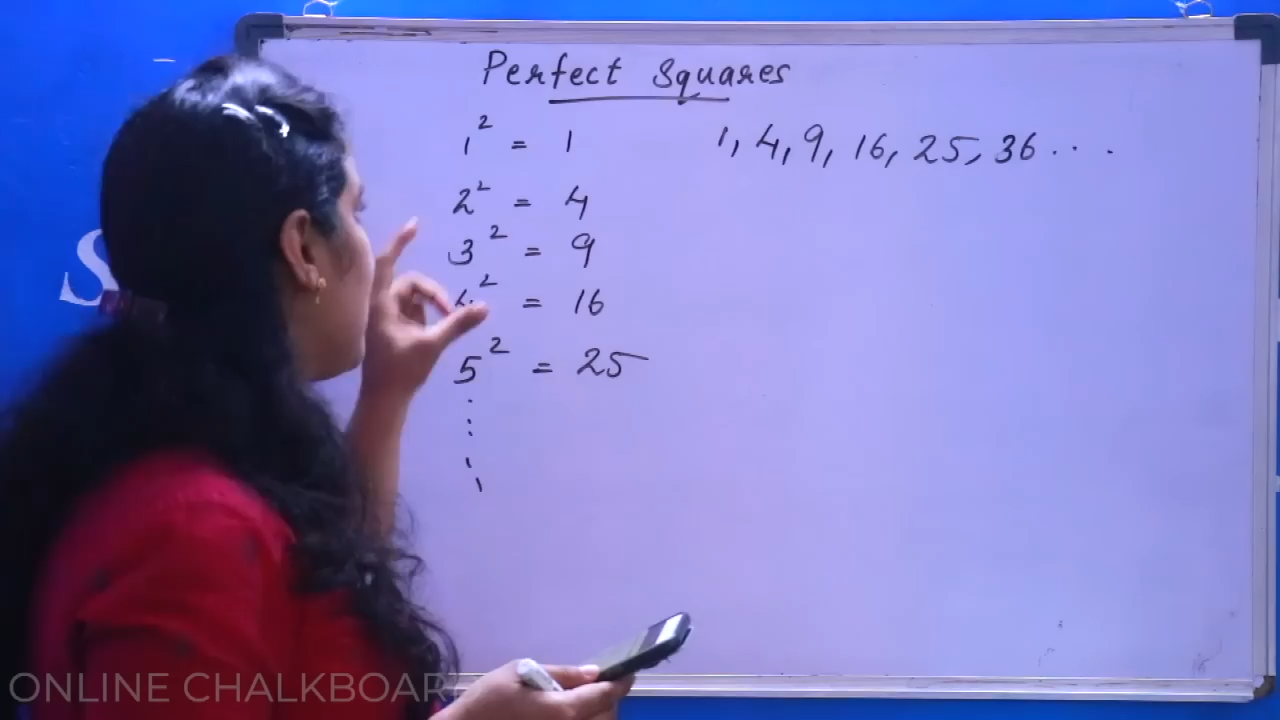 Perfect Squares
1² = 1
2² = 4
3² = 9
4² = 16
5² = 25
1, 4, 9, 16, 25, 36 . . .
S
ONLINE CHALKBOAR